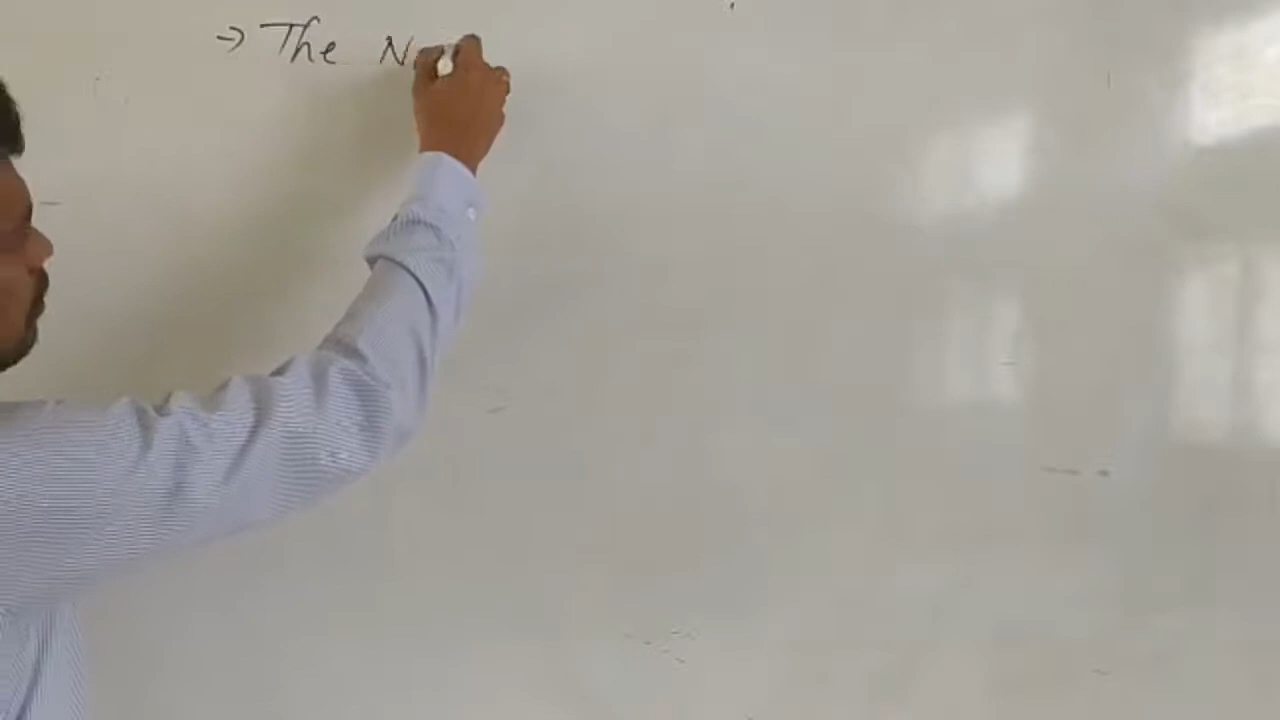 → The N